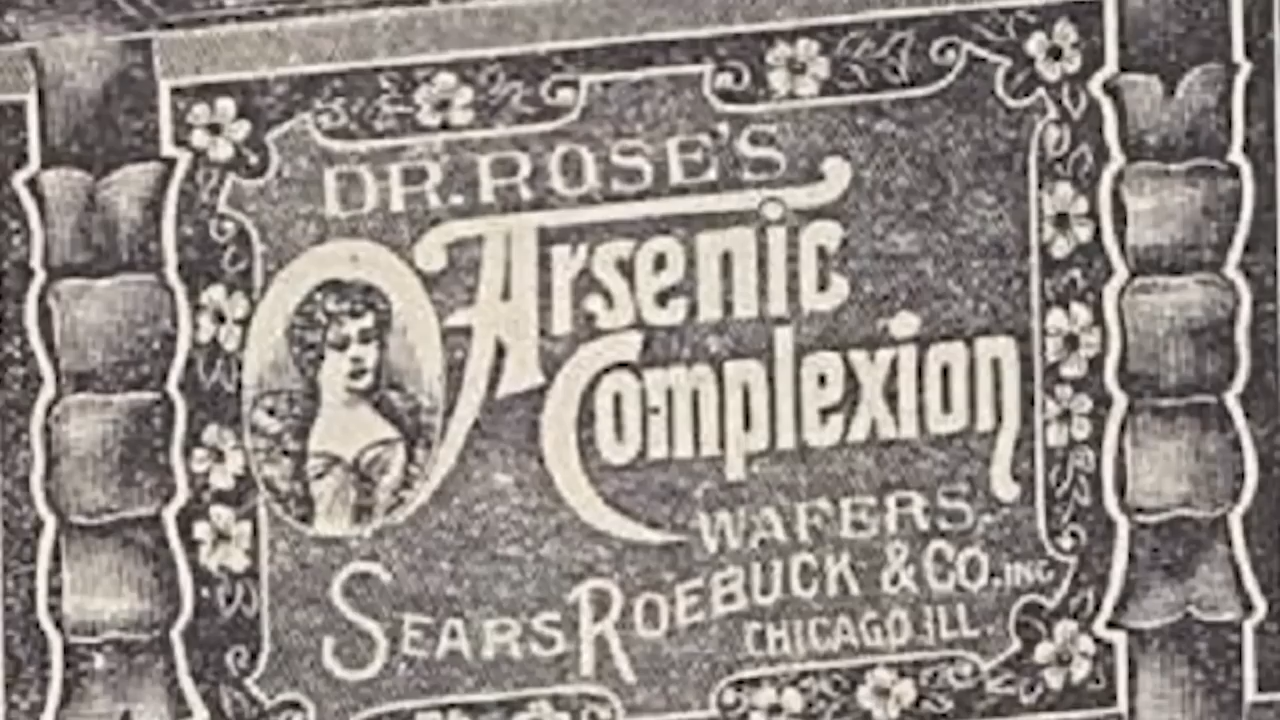 DR. ROSE'S
Arsenic
Complexion
WAFERS.
SEARS ROEBUCK & CO. INC
CHICAGO. ILL.